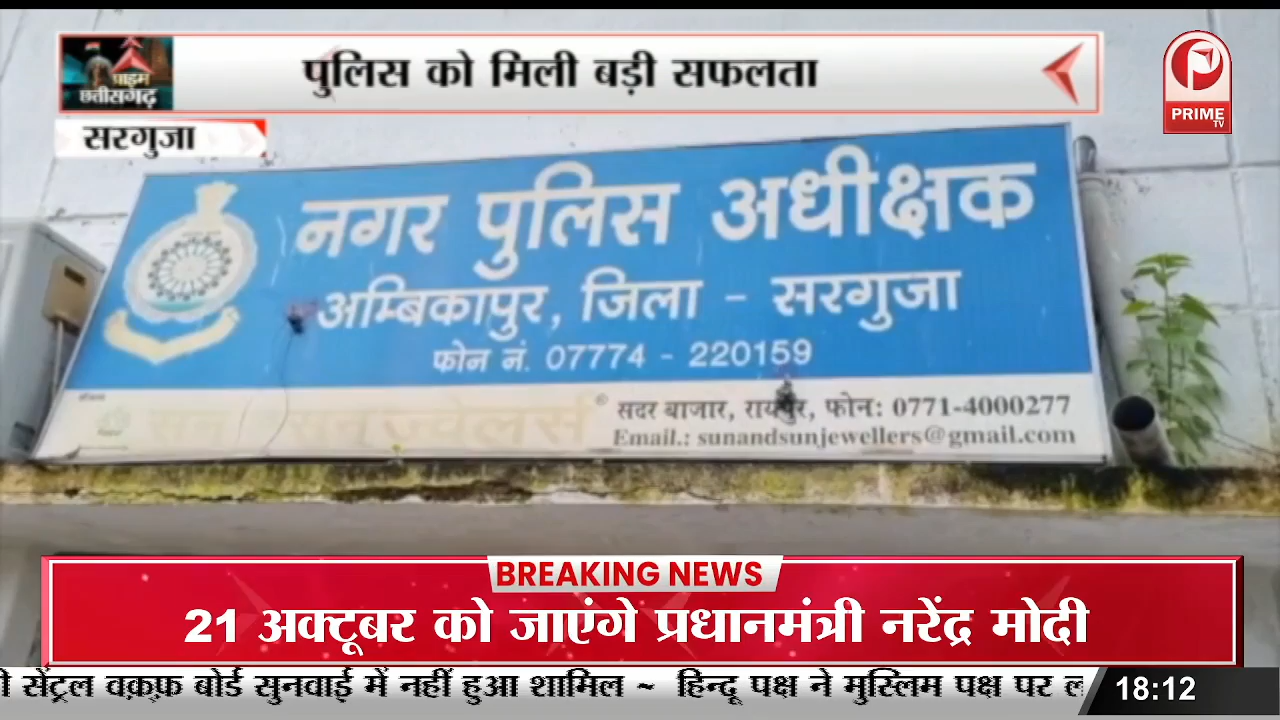 पुलिस को मिली बड़ी सफलता
प्राइम
छत्तीसगढ़
PRIME
TV
सरगुजा
नगर पुलिस अधीक्षक
अम्बिकापुर, जिला - सरगुजा
फोन नं. 07774 - 220159
ज्वेलर्स
सदर बाजार, रायपुर, फोन: 0771-4000277
Email.: sunandsunjewellers@gmail.com
BREAKING NEWS
21 अक्टूबर को जाएंगे प्रधानमंत्री नरेंद्र मोदी
सेंट्रल वक़्फ़ बोर्ड सुनवाई में नहीं हुआ शामिल ~ हिन्दू पक्ष ने मुस्लिम पक्ष पर
18:12